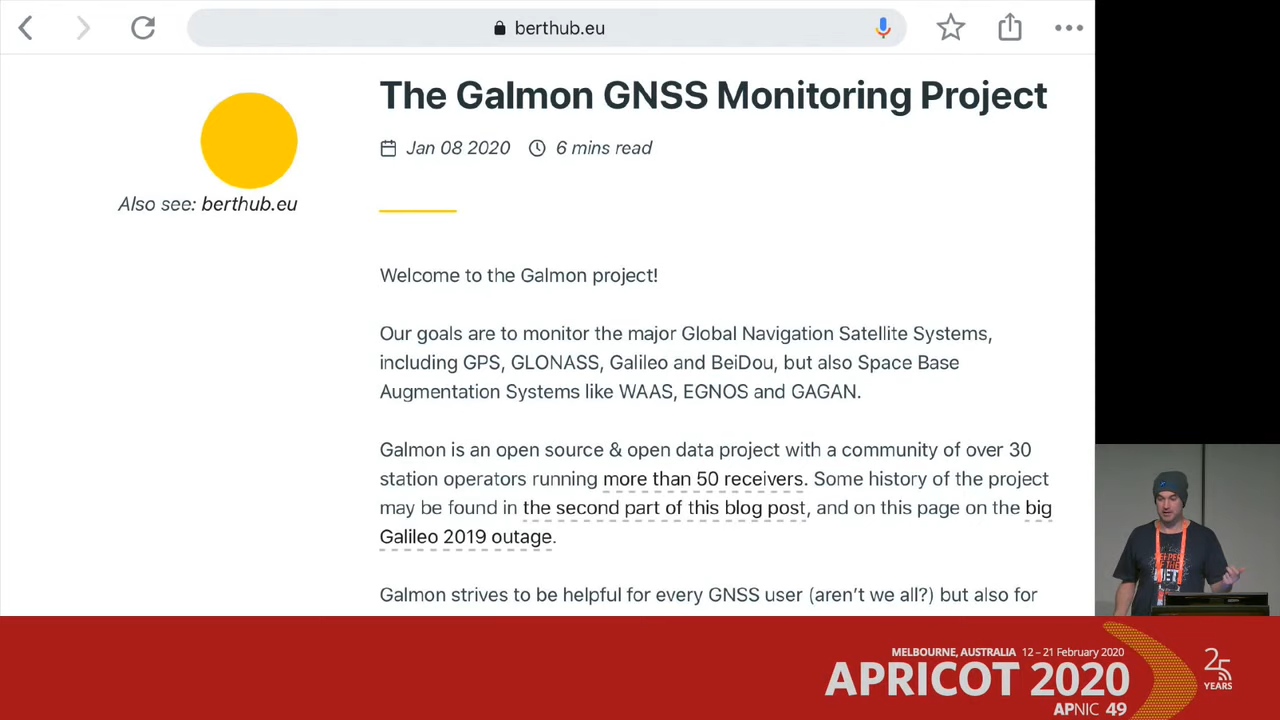 berthub.eu
The Galmon GNSS Monitoring Project
Jan 08 2020 6 mins read
Also see: berthub.eu
Welcome to the Galmon project!
Our goals are to monitor the major Global Navigation Satellite Systems,
including GPS, GLONASS, Galileo and BeiDou, but also Space Base
Augmentation Systems like WAAS, EGNOS and GAGAN.
Galmon is an open source & open data project with a community of over 30
station operators running more than 50 receivers. Some history of the project
may be found in the second part of this blog post, and on this page on the big
Galileo 2019 outage.
Galmon strives to be helpful for every GNSS user (aren't we all?) but also for
MELBOURNE, AUSTRALIA 12 – 21 February 2020
APRICOT 2020
APNIC 49
25
YEARS